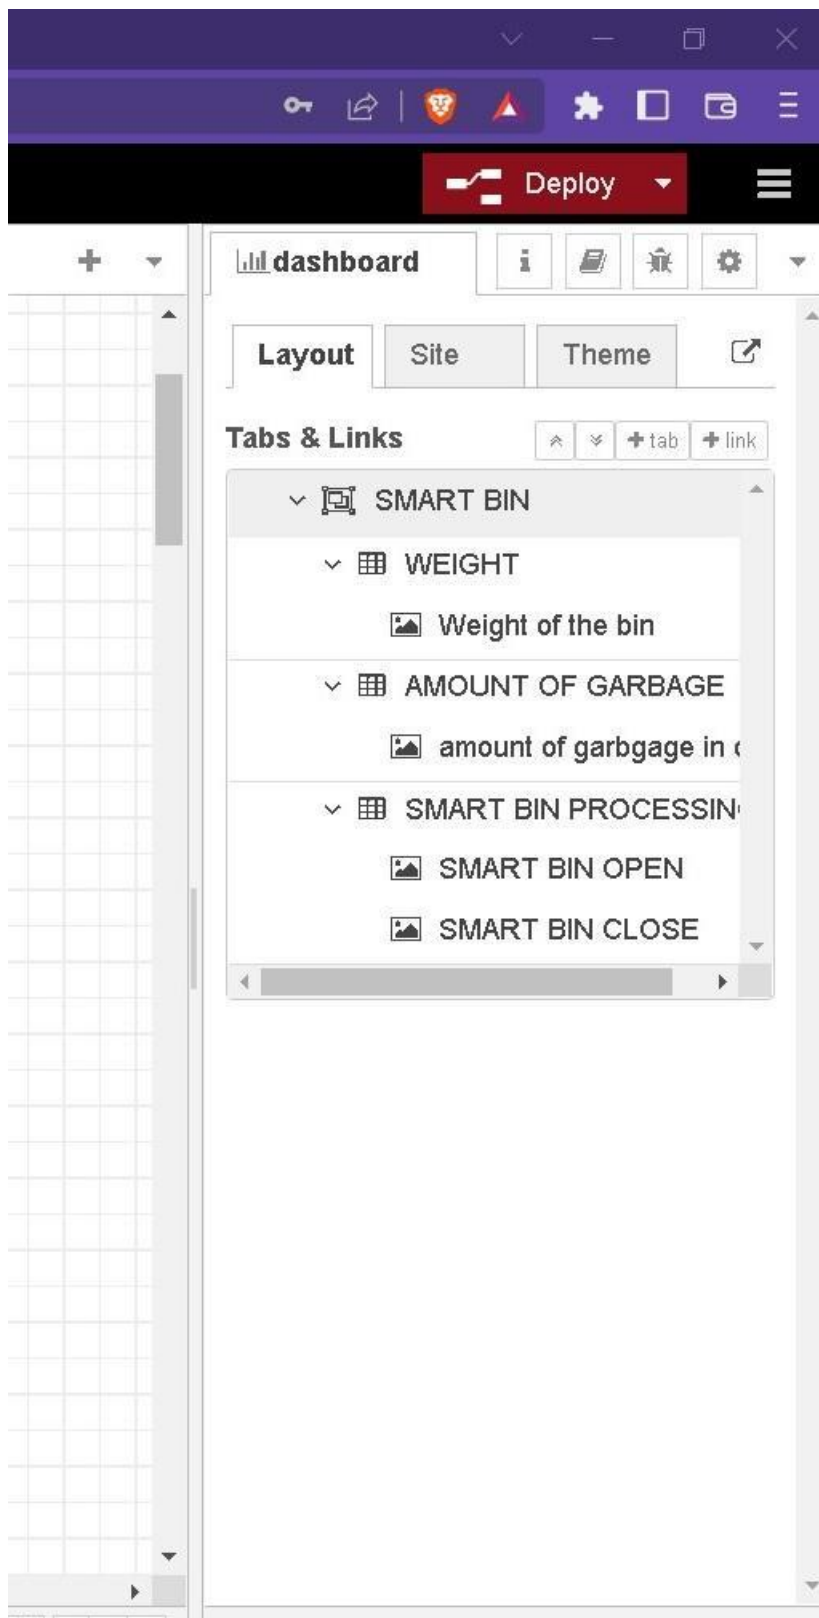 Deploy
dashboard
Layout Site Theme
Tabs & Links tab link
SMART BIN
WEIGHT
Weight of the bin
AMOUNT OF GARBAGE
amount of garbgage in
SMART BIN PROCESSIN
SMART BIN OPEN
SMART BIN CLOSE